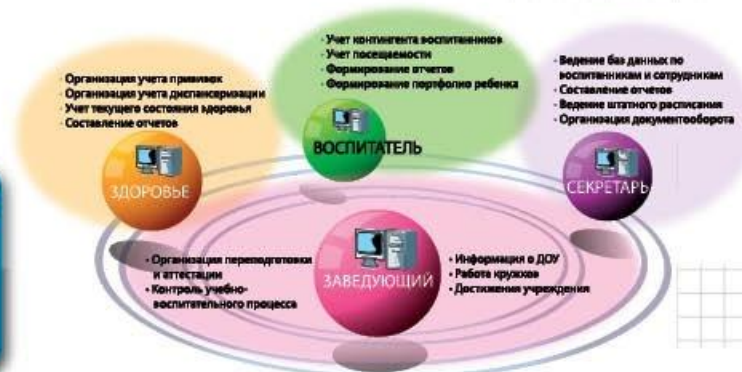 · Учет контингента воспитанников
· Учет посещаемости
· Формирование отчетов
· Формирование портфолио ребенка
ВОСПИТАТЕЛЬ
· Организация учета прививок
· Организация учета диспансеризации
· Учет текущего состояния здоровья
· Составление отчетов
ЗДОРОВЬЕ
· Ведение баз данных по
воспитанникам и сотрудникам
· Составление отчетов
· Ведение штатного расписания
· Организация документооборота
СЕКРЕТАРЬ
· Организация переподготовки
и аттестации
· Контроль учебно-
воспитательного процесса
ЗАВЕДУЮЩИЙ
· Информация о ДОУ
· Работа кружков
· Достижения учреждения